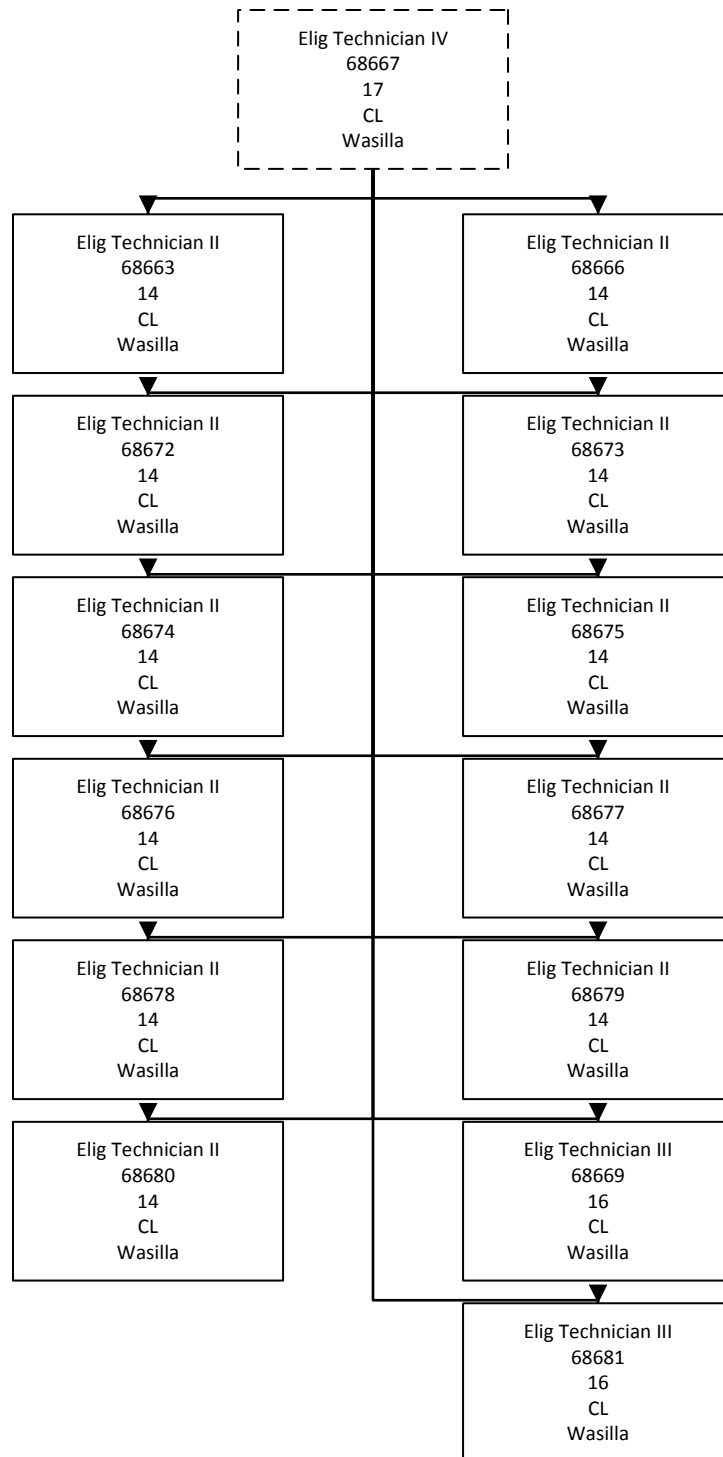 Elig Technician IV
68667
17
CL
Wasilla
Elig Technician II
68663
14
CL
Wasilla
Elig Technician II
68666
14
CL
Wasilla
Elig Technician II
68672
14
CL
Wasilla
Elig Technician II
68673
14
CL
Wasilla
Elig Technician II
68674
14
CL
Wasilla
Elig Technician II
68675
14
CL
Wasilla
Elig Technician II
68676
14
CL
Wasilla
Elig Technician II
68677
14
CL
Wasilla
Elig Technician II
68678
14
CL
Wasilla
Elig Technician II
68679
14
CL
Wasilla
Elig Technician II
68680
14
CL
Wasilla
Elig Technician III
68669
16
CL
Wasilla
Elig Technician III
68681
16
CL
Wasilla